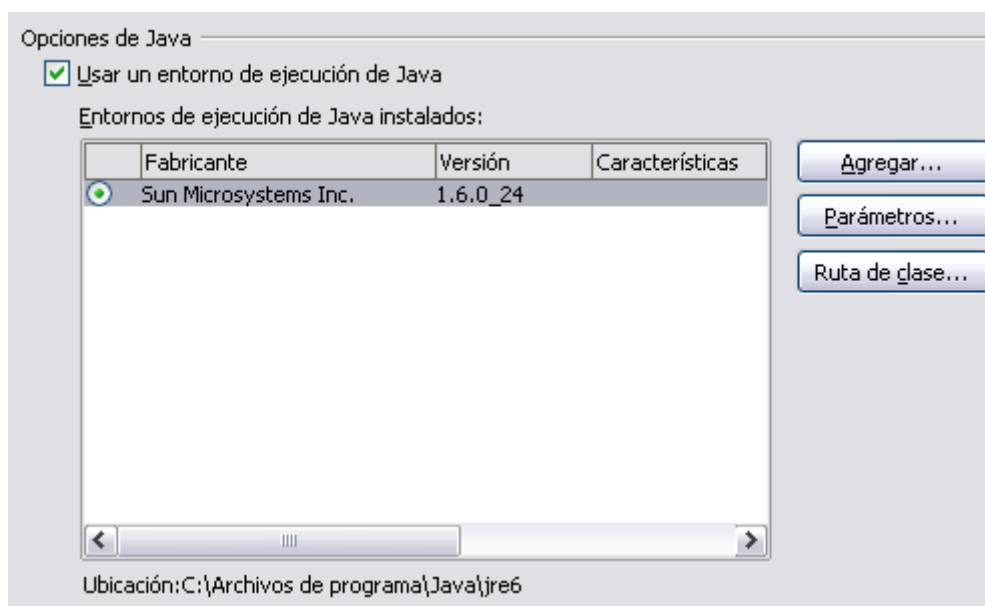 Opciones de Java
Usar un entorno de ejecución de Java
Entornos de ejecución de Java instalados:
Fabricante Versión Características
Sun Microsystems Inc. 1.6.0_24
Agregar...
Parámetros...
Ruta de clase...
Ubicación:C:\Archivos de programa\Java\jre6